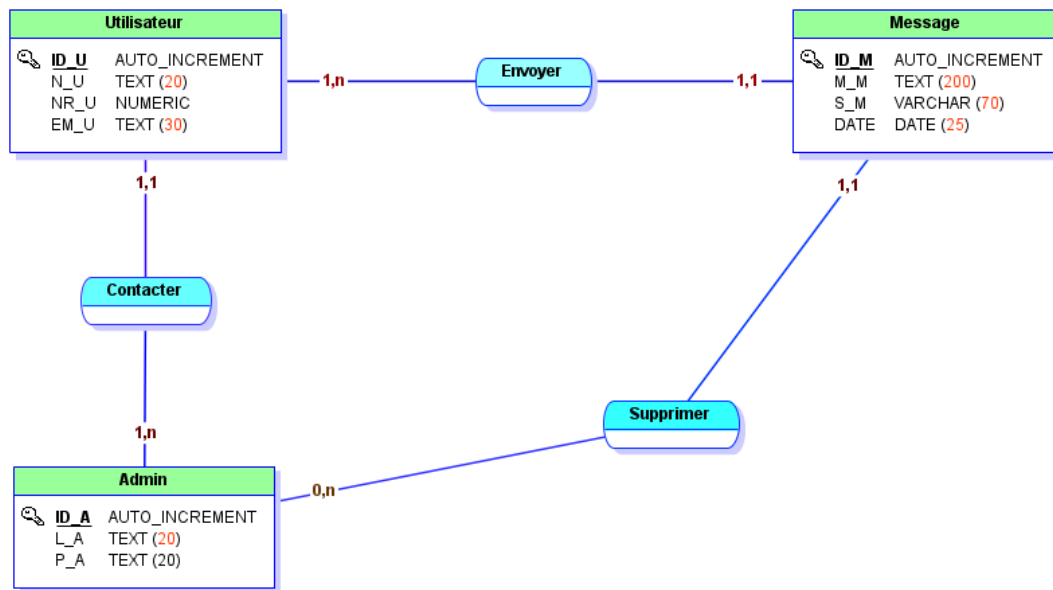 Utilisateur
ID_U AUTO_INCREMENT
N_U TEXT (20)
NR_U NUMERIC
EM_U TEXT (30)
1,n
Envoyer
1,1
Message
ID_M AUTO_INCREMENT
M_M TEXT (200)
S_M VARCHAR (70)
DATE DATE (25)
1,1
1,1
Contacter
1,n
Supprimer
0,n
Admin
ID_A AUTO_INCREMENT
L_A TEXT (20)
P_A TEXT (20)